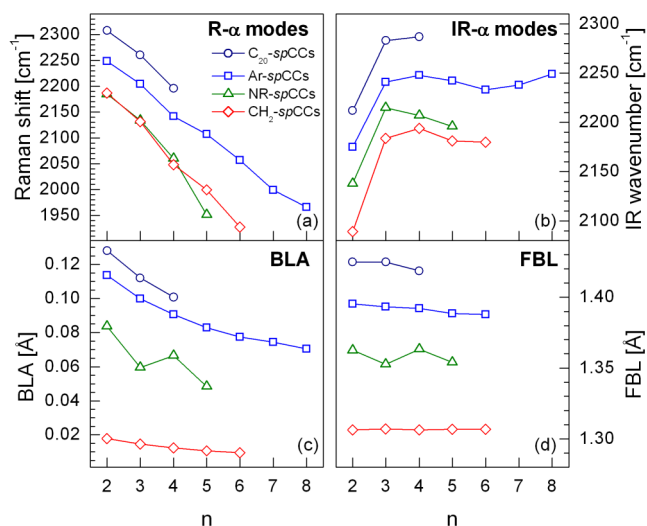 R-α modes
IR-α modes
2300
2250
2200
2150
2100
2050
2000
1950
Raman shift [cm⁻¹]
C₂₀-spCCs
Ar-spCCs
NR-spCCs
CH₂-spCCs
(a)
(b)
2300
2250
2200
2150
2100
IR wavenumber [cm⁻¹]
BLA
FBL
0.12
0.10
0.08
0.06
0.04
0.02
BLA [Å]
(c)
(d)
1.40
1.35
1.30
FBL [Å]
2 3 4 5 6 7 8
2 3 4 5 6 7 8
n
n